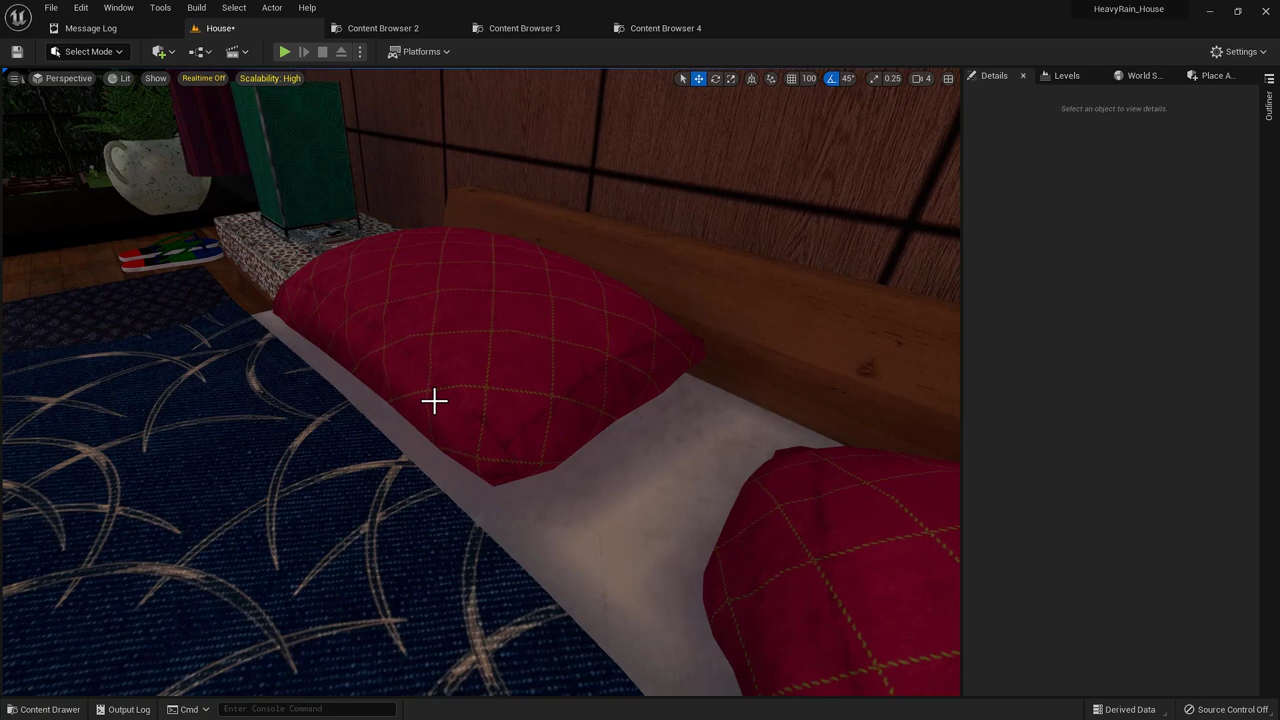 File Edit Window Tools Build Select Actor Help
HeavyRain_House
Message Log House* Content Browser 2 Content Browser 3 Content Browser 4
Select Mode Platforms Settings
Perspective Lit Show Realtime Off Scalability: High 100 45° 0.25 4 Details Levels World S... Place A...
Select an object to view details.
Outliner
Content Drawer Output Log Cmd Enter Console Command Derived Data Source Control Off